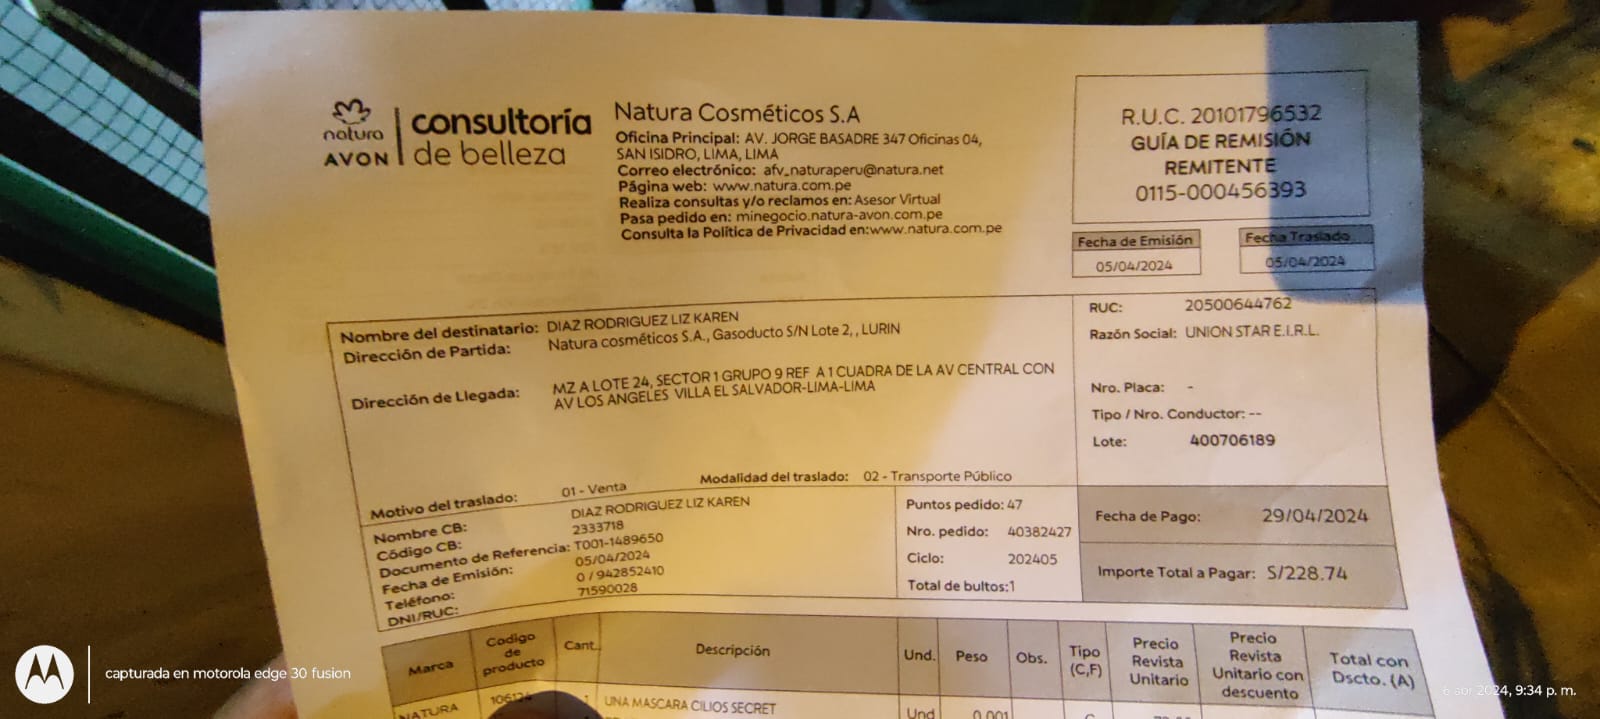 natura
AVON
consultoría
de belleza
Natura Cosméticos S.A
Oficina Principal: AV. JORGE BASADRE 347 Oficinas 04,
SAN ISIDRO, LIMA, LIMA
Correo electrónico: afv_naturaperu@natura.net
Página web: www.natura.com.pe
Realiza consultas y/o reclamos en: Asesor Virtual
Pasa pedido en: minegocio.natura-avon.com.pe
Consulta la Política de Privacidad en:www.natura.com.pe
R.U.C. 20101796532
GUÍA DE REMISIÓN
REMITENTE
0115-000456393
Fecha de Emisión
05/04/2024
Fecha Traslado
05/04/2024
Nombre del destinatario: DIAZ RODRIGUEZ LIZ KAREN
Dirección de Partida: Natura cosméticos S.A., Gasoducto S/N Lote 2, , LURIN
Dirección de Llegada: MZ A LOTE 24, SECTOR 1 GRUPO 9 REF A 1 CUADRA DE LA AV CENTRAL CON
AV LOS ANGELES VILLA EL SALVADOR-LIMA-LIMA
RUC: 20500644762
Razón Social: UNION STAR E.I.R.L.
Nro. Placa: -
Tipo / Nro. Conductor: --
Lote: 400706189
Motivo del traslado: 01 - Venta
Modalidad del traslado: 02 - Transporte Público
Nombre CB: DIAZ RODRIGUEZ LIZ KAREN
Código CB: 2333718
Documento de Referencia: T001-1489650
Fecha de Emisión: 05/04/2024
Teléfono: 0 / 942852410
DNI/RUC: 71590028
Puntos pedido: 47
Nro. pedido: 40382427
Ciclo: 202405
Total de bultos:1
Fecha de Pago: 29/04/2024
Importe Total a Pagar: S/228.74
Marca
Codigo
de
producto
Cant.
Descripción
Und.
Peso
Obs.
Tipo
(C,F)
Precio
Revista
Unitario
Precio
Revista
Unitario con
descuento
Total con
Dscto. (A)
NATURA
UNA MASCARA CILIOS SECRET
Und
0.001
capturada en motorola edge 30 fusion
2024, 9:34 p. m.